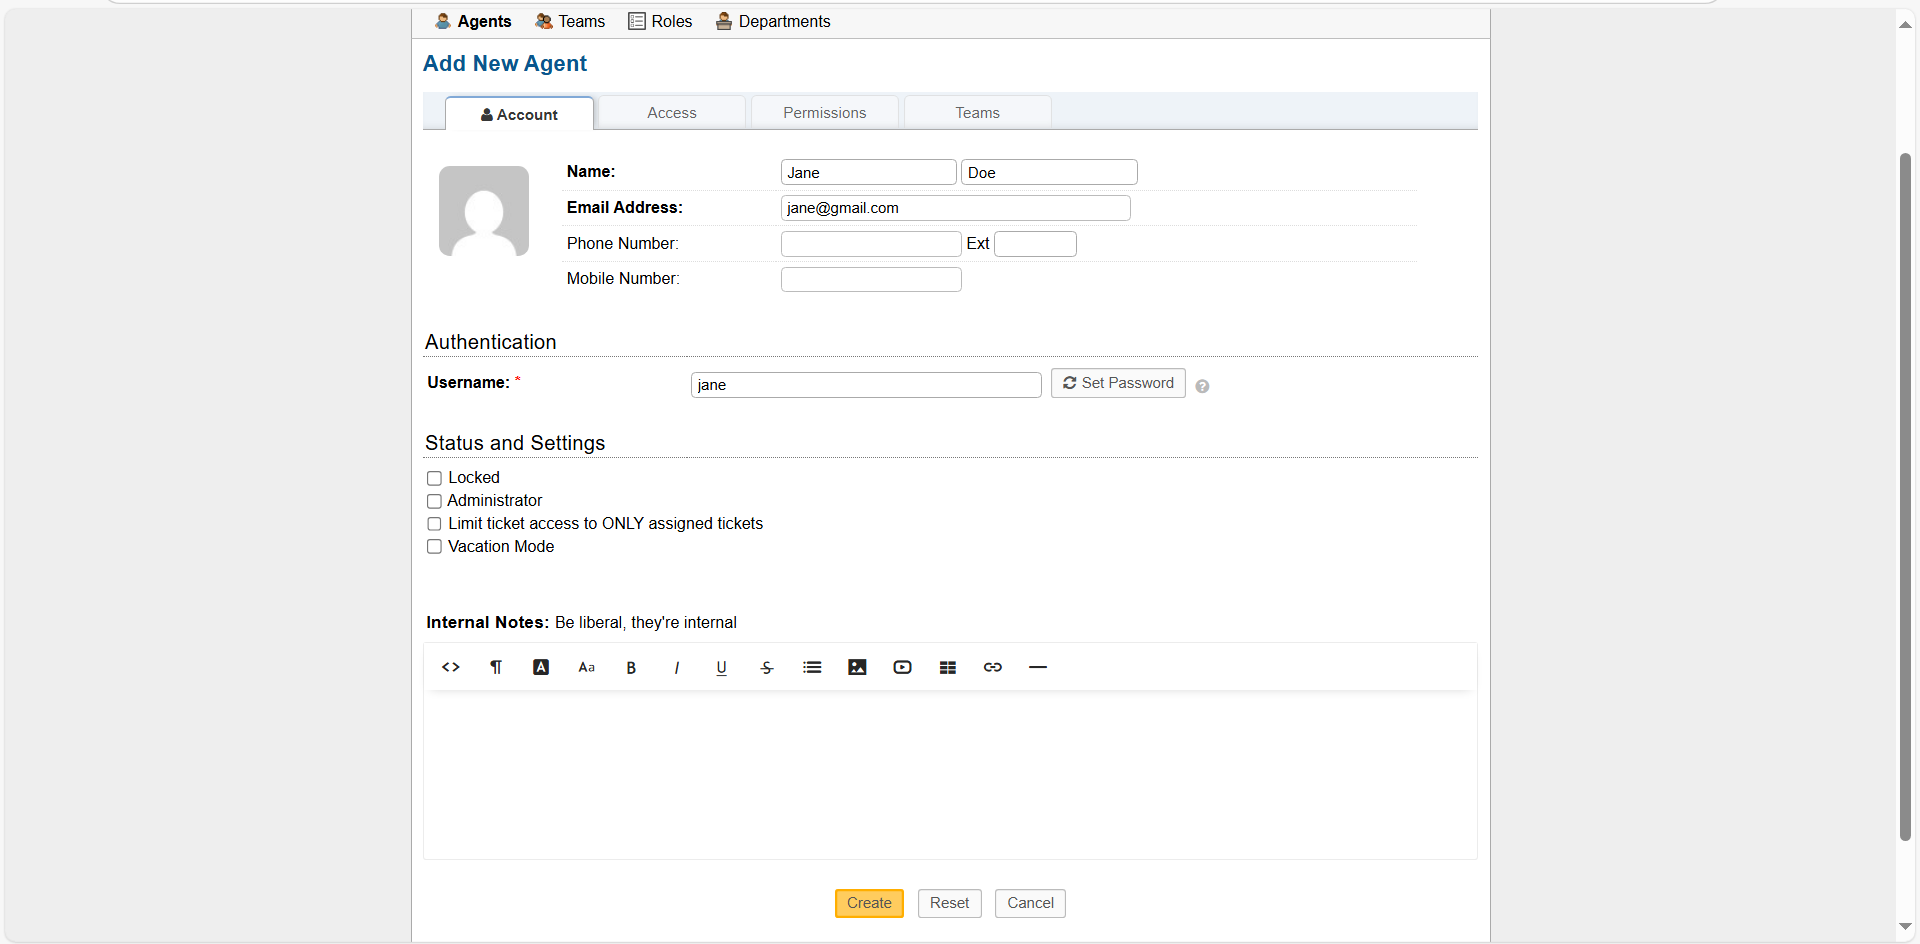 Agents Teams Roles Departments
Add New Agent
Account Access Permissions Teams
Name: Jane Doe
Email Address: jane@gmail.com
Phone Number: Ext
Mobile Number:
Authentication
Username: * jane Set Password ?
Status and Settings
Locked
Administrator
Limit ticket access to ONLY assigned tickets
Vacation Mode
Internal Notes: Be liberal, they're internal
<> ¶ A Aa B I U S
Create Reset Cancel